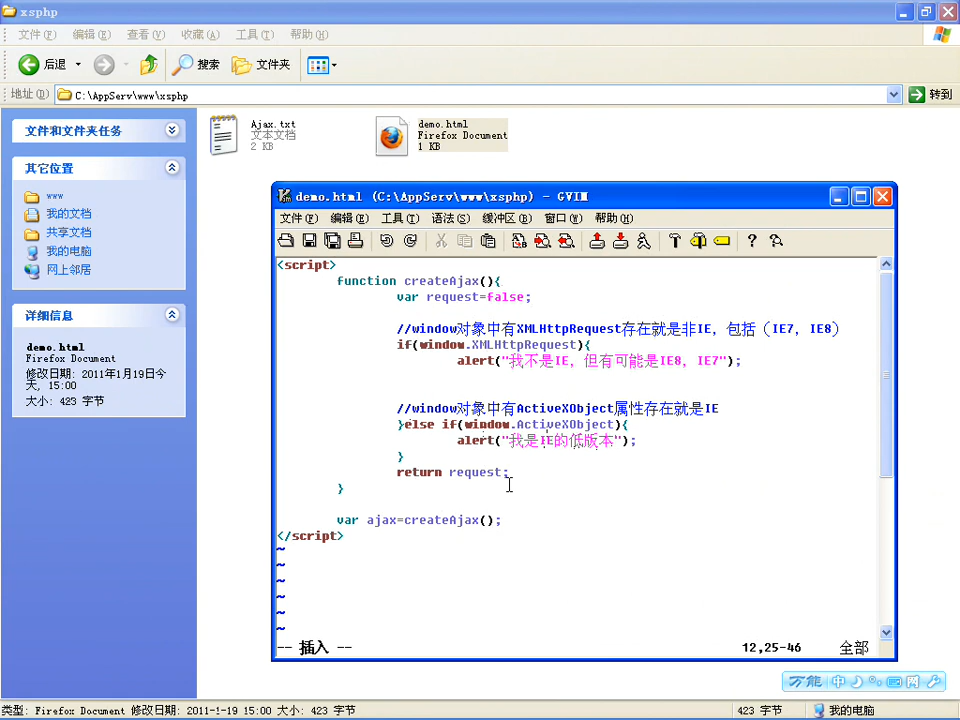 xsphp
文件(F) 编辑(E) 查看(V) 收藏(A) 工具(T) 帮助(H)
后退 搜索 文件夹
地址(D) C:\AppServ\www\xsphp 转到
文件和文件夹任务
其它位置
www
我的文档
共享文档
我的电脑
网上邻居
详细信息
demo.html
Firefox Document
修改日期: 2011年1月19日今
天, 15:00
大小: 423 字节
Ajax.txt
文本文档
2 KB
demo.html
Firefox Document
1 KB
demo.html (C:\AppServ\www\xsphp) - GVIM
文件(F) 编辑(E) 工具(T) 语法(S) 缓冲区(B) 窗口(W) 帮助(H)
<script>
function createAjax(){
var request=false;
//window对象中有XMLHttpRequest存在就是非IE, 包括 (IE7, IE8)
if(window.XMLHttpRequest){
alert("我不是IE, 但有可能是IE8, IE7");
//window对象中有ActiveXObject属性存在就是IE
}else if(window.ActiveXObject){
alert("我是IE的低版本");
}
return request;
}
var ajax=createAjax();
</script>
~
~
~
~
~
~
-- 插入 -- 12,25-46 全部
万能 中 网
类型: Firefox Document 修改日期: 2011-1-19 15:00 大小: 423 字节 423 字节 我的电脑